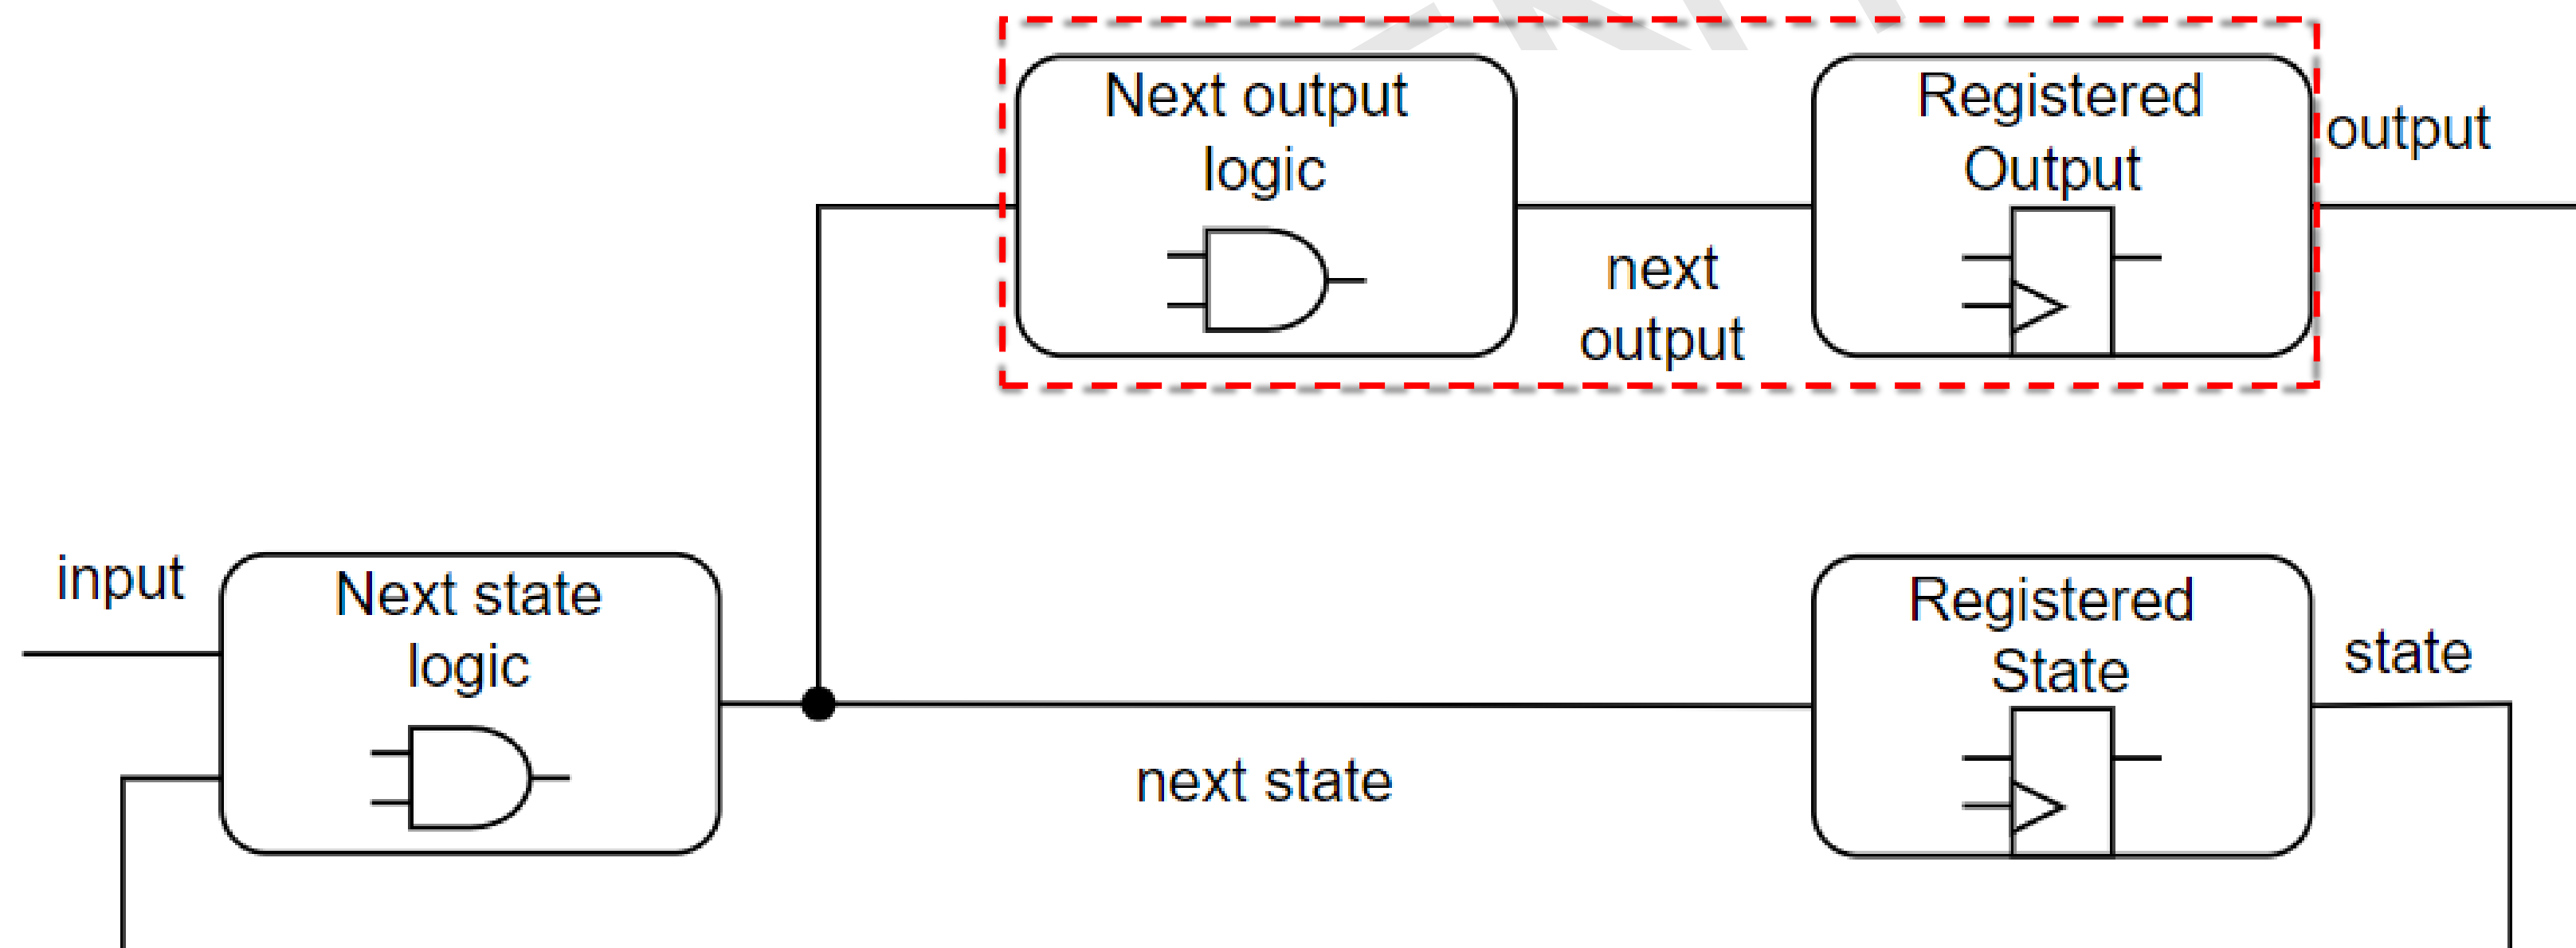 Next output
logic
Registered
Output
output
next
output
input
Next state
logic
Registered
State
state
next state